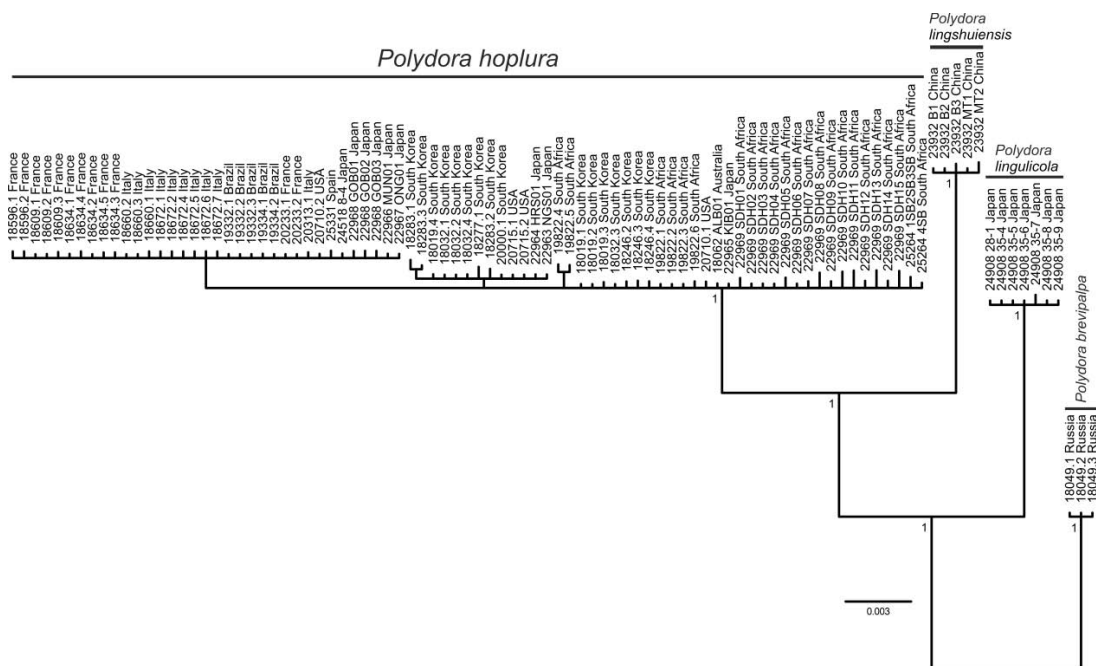 Polydora hoplura
Polydora
lingshuiensis
Polydora
lingulicola
Polydora brevipalpa
18596.1 France
18596.2 France
18609.1 France
18609.2 France
18609.3 France
18634.1 France
18634.4 France
18634.2 France
18634.5 France
18634.3 France
18660.2 Italy
18660.3 Italy
18660.1 Italy
18672.1 Italy
18672.2 Italy
18672.4 Italy
18672.5 Italy
18672.6 Italy
18672.7 Italy
19332.1 Brazil
19332.2 Brazil
19332.3 Brazil
19334.1 Brazil
19334.2 Brazil
20233.1 France
20233.2 France
20313.1 Italy
20710.2 USA
25331 Spain
24518 8-4 Japan
22968 GOB01 Japan
22968 GOB02 Japan
22968 GOB03 Japan
22966 MUN01 Japan
22967 ONG01 Japan
18283.1 South Korea
18283.3 South Korea
18019.4 South Korea
18032.1 South Korea
18032.2 South Korea
18032.4 South Korea
18277.1 South Korea
18283.2 South Korea
20000.1 South Korea
20715.1 USA
20715.2 USA
22964 HRS01 Japan
22963 NGS01 Japan
19822.4 South Africa
19822.5 South Africa
18019.1 South Korea
18019.2 South Korea
18019.3 South Korea
18032.3 South Korea
18246.2 South Korea
18246.3 South Korea
18246.4 South Korea
19822.1 South Africa
19822.2 South Africa
19822.3 South Africa
19822.6 South Africa
20710.1 USA
18062 ALB01 Australia
22965 KIB01 Japan
22969 SDH01 South Africa
22969 SDH02 South Africa
22969 SDH03 South Africa
22969 SDH04 South Africa
22969 SDH05 South Africa
22969 SDH06 South Africa
22969 SDH07 South Africa
22969 SDH08 South Africa
22969 SDH09 South Africa
22969 SDH12 South Africa
22969 SDH10 South Africa
22969 SDH11 South Africa
22969 SDH14 South Africa
22969 SDH13 South Africa
22969 SDH15 South Africa
25264 1SBSB3SB South Africa
25264 4SB South Africa
23932 B1 China
23932 B2 China
23932 B3 China
23932 MT1 China
23932 MT2 China
24908 28-1 Japan
24908 35-4 Japan
24908 35-5 Japan
24908 35-6 Japan
24908 35-7 Japan
24908 35-8 Japan
24908 35-9 Japan
18049.1 Russia
18049.2 Russia
18049.3 Russia
1
1
1
1
1
1
0.003